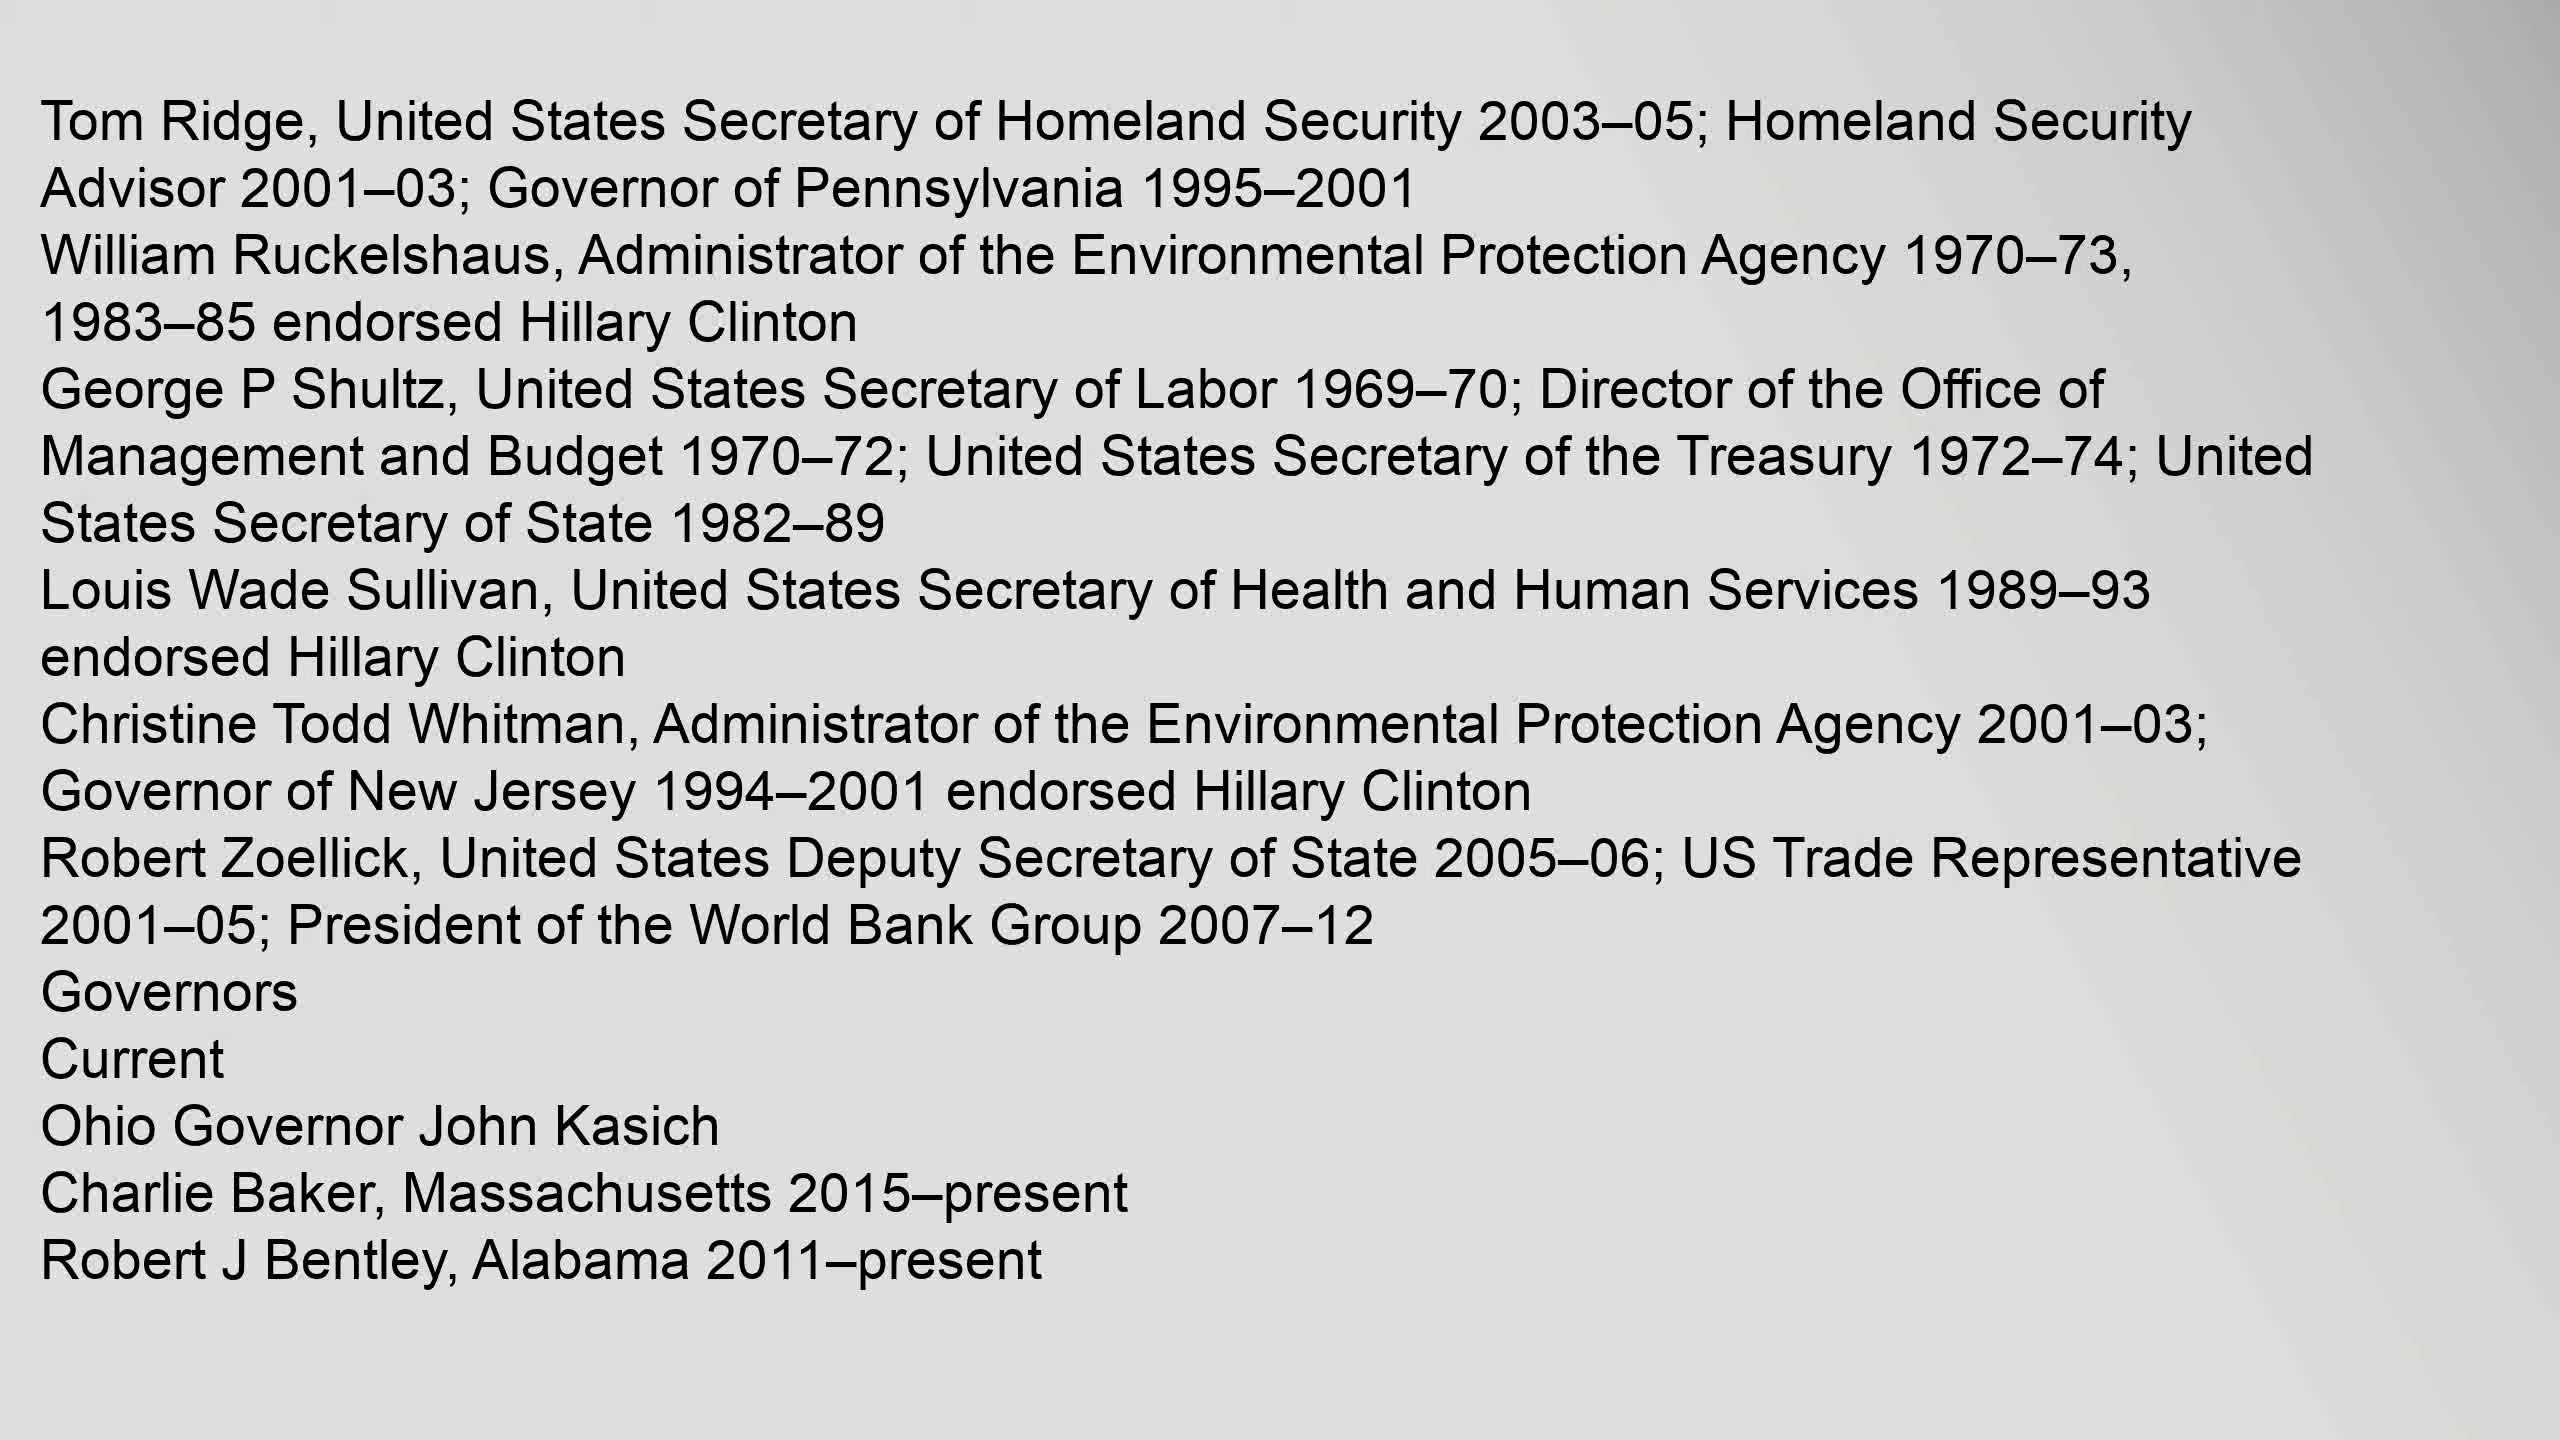 Tom Ridge, United States Secretary of Homeland Security 2003–05; Homeland Security
Advisor 2001–03; Governor of Pennsylvania 1995–2001
William Ruckelshaus, Administrator of the Environmental Protection Agency 1970–73,
1983–85 endorsed Hillary Clinton
George P Shultz, United States Secretary of Labor 1969–70; Director of the Office of
Management and Budget 1970–72; United States Secretary of the Treasury 1972–74; United
States Secretary of State 1982–89
Louis Wade Sullivan, United States Secretary of Health and Human Services 1989–93
endorsed Hillary Clinton
Christine Todd Whitman, Administrator of the Environmental Protection Agency 2001–03;
Governor of New Jersey 1994–2001 endorsed Hillary Clinton
Robert Zoellick, United States Deputy Secretary of State 2005–06; US Trade Representative
2001–05; President of the World Bank Group 2007–12
Governors
Current
Ohio Governor John Kasich
Charlie Baker, Massachusetts 2015–present
Robert J Bentley, Alabama 2011–present